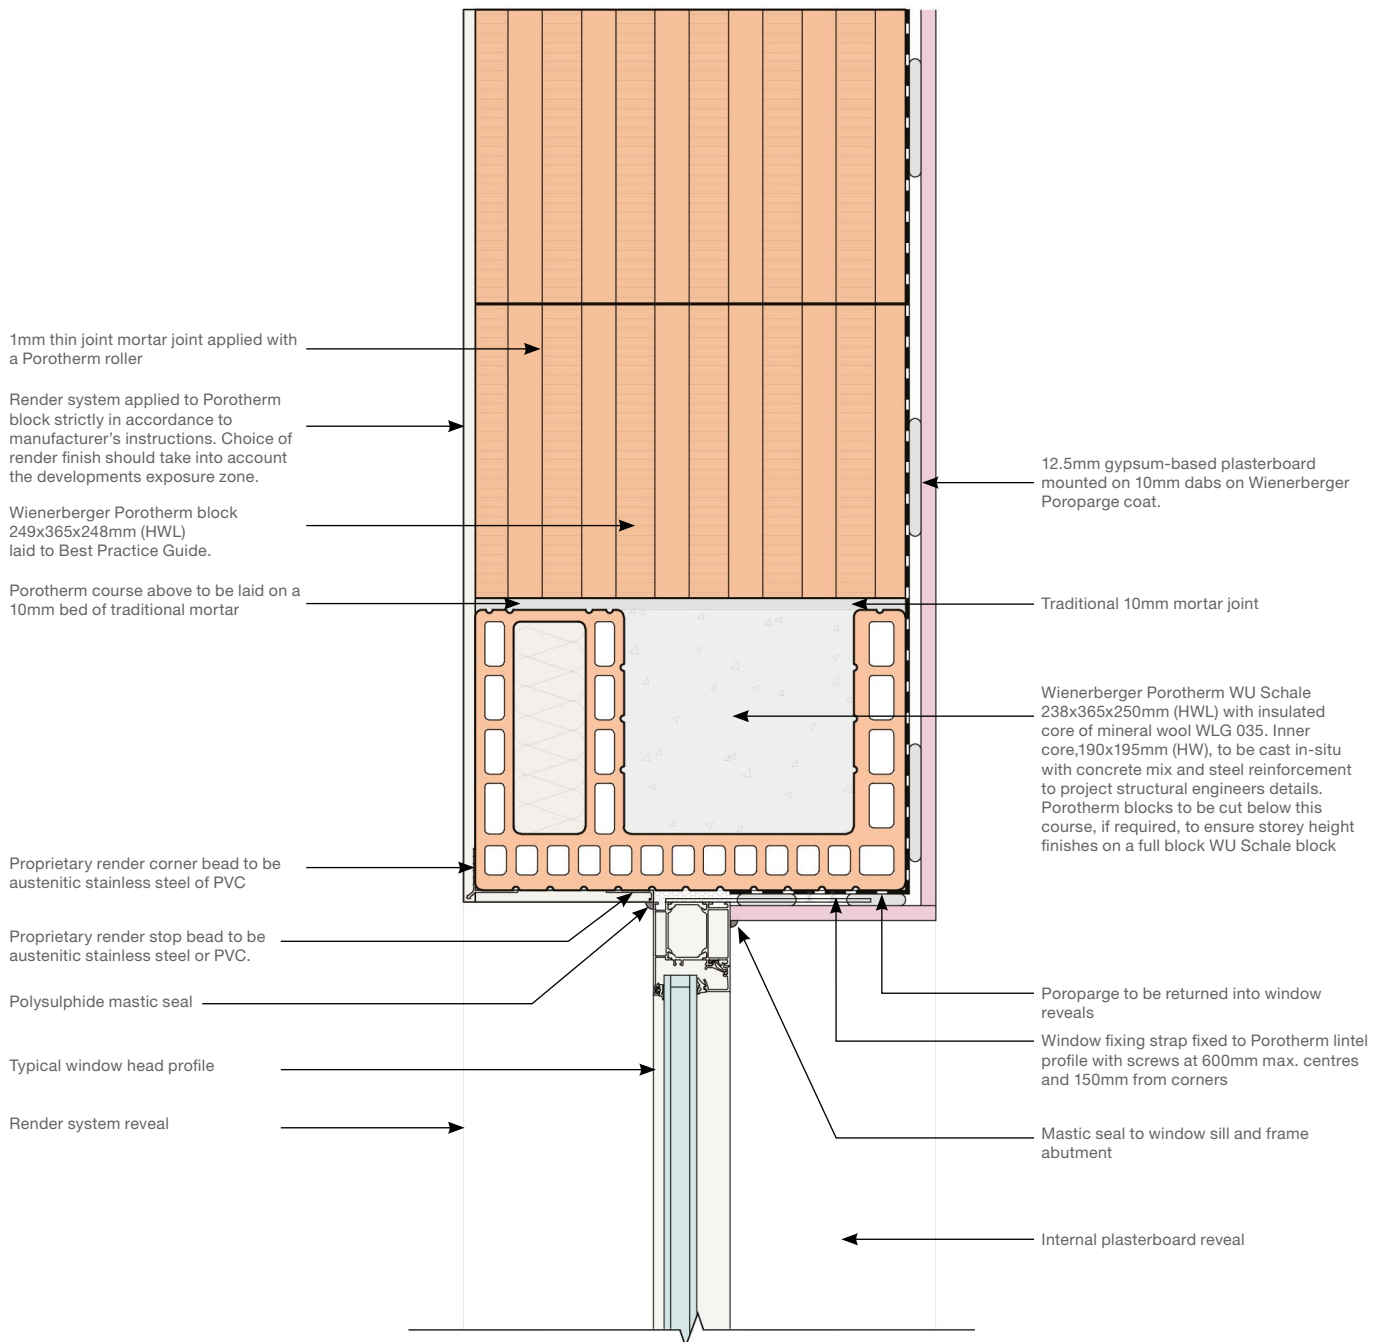 1mm thin joint mortar joint applied with
a Porotherm roller
Render system applied to Porotherm
block strictly in accordance to
manufacturer's instructions. Choice of
render finish should take into account
the developments exposure zone.
Wienerberger Porotherm block
249x365x248mm (HWL)
laid to Best Practice Guide.
Porotherm course above to be laid on a
10mm bed of traditional mortar
Proprietary render corner bead to be
austenitic stainless steel of PVC
Proprietary render stop bead to be
austenitic stainless steel or PVC.
Polysulphide mastic seal
Typical window head profile
Render system reveal
12.5mm gypsum-based plasterboard
mounted on 10mm dabs on Wienerberger
Poroparge coat.
Traditional 10mm mortar joint
Wienerberger Porotherm WU Schale
238x365x250mm (HWL) with insulated
core of mineral wool WLG 035. Inner
core,190x195mm (HW), to be cast in-situ
with concrete mix and steel reinforcement
to project structural engineers details.
Porotherm blocks to be cut below this
course, if required, to ensure storey height
finishes on a full block WU Schale block
Poroparge to be returned into window
reveals
Window fixing strap fixed to Porotherm lintel
profile with screws at 600mm max. centres
and 150mm from corners
Mastic seal to window sill and frame
abutment
Internal plasterboard reveal